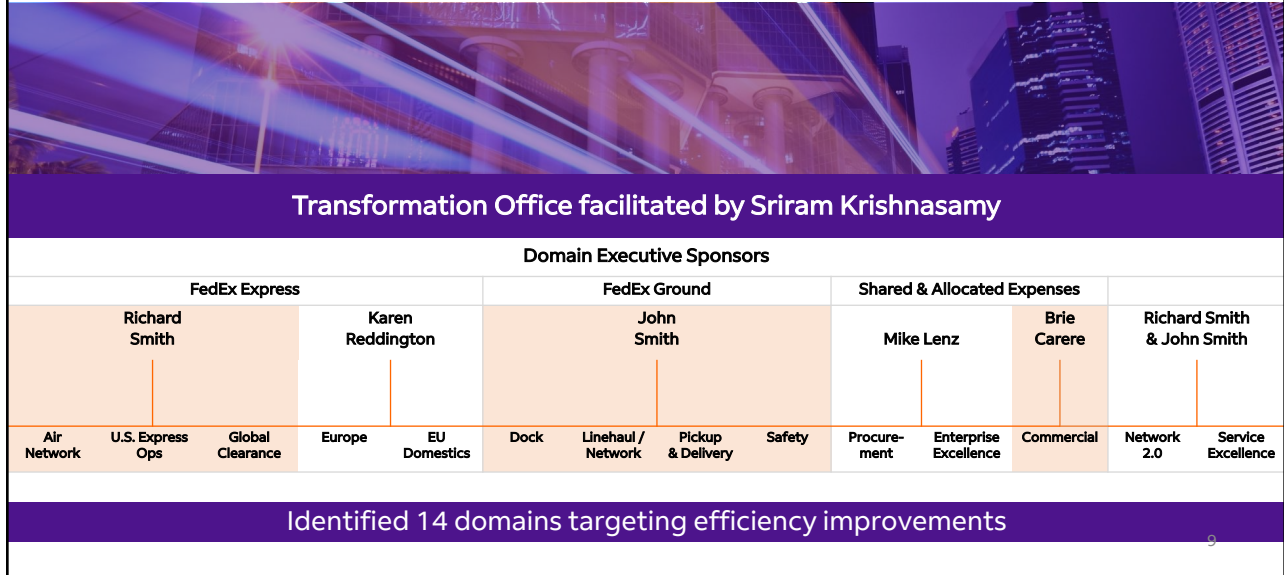 Transformation Office facilitated by Sriram Krishnasamy
Domain Executive Sponsors
FedEx Express
FedEx Ground
Shared & Allocated Expenses
Richard
Smith
Karen
Reddington
John
Smith
Mike Lenz
Brie
Carere
Richard Smith
& John Smith
Air
Network
U.S. Express
Ops
Global
Clearance
Europe
EU
Domestics
Dock
Linehaul /
Network
Pickup
& Delivery
Safety
Procure-
ment
Enterprise
Excellence
Commercial
Network
2.0
Service
Excellence
Identified 14 domains targeting efficiency improvements
9